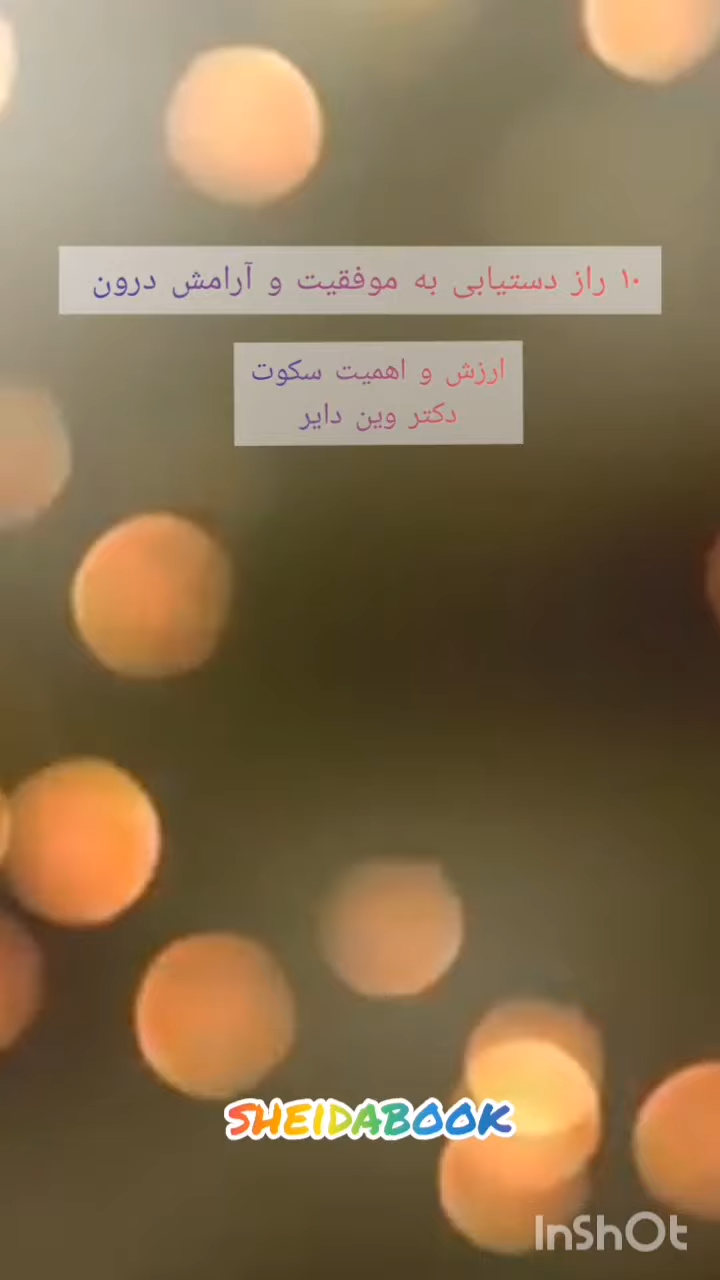 ۱۰ راز دستیابی به موفقیت و آرامش درون
ارزش و اهمیت سکوت
دکتر وین دایر
SHEIDABOOK
InShOt